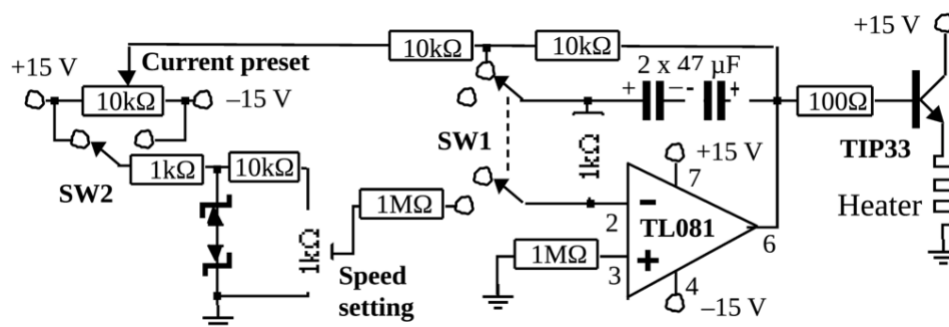 +15 V
10kΩ
10kΩ
+15 V
Current preset
2 x 47 µF
10kΩ
–15 V
+
–
-
+
100Ω
SW1
1kΩ
TIP33
SW2
1kΩ
10kΩ
+15 V
7
Heater
1MΩ
–
2
TL081
6
1kΩ
Speed
setting
1MΩ
+
3
4
–15 V